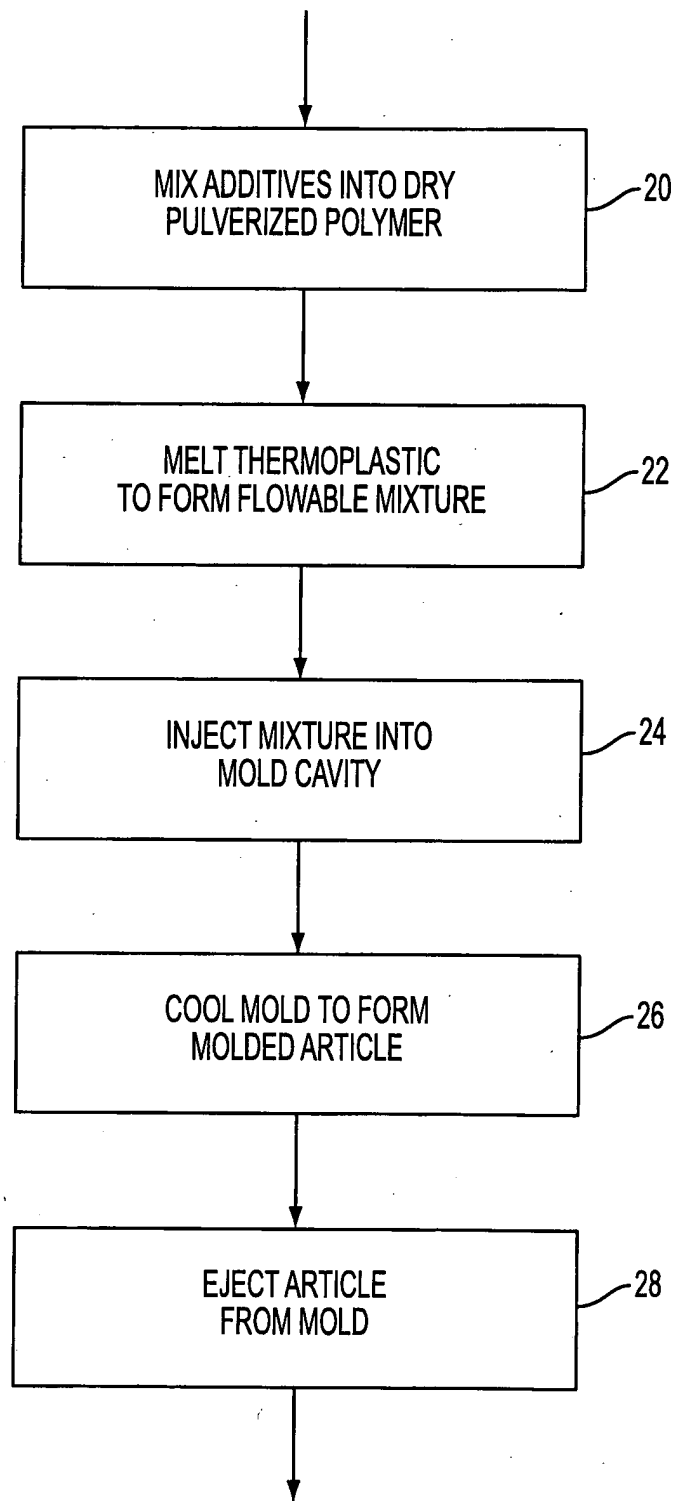 MIX ADDITIVES INTO DRY
PULVERIZED POLYMER
20
MELT THERMOPLASTIC
TO FORM FLOWABLE MIXTURE
22
INJECT MIXTURE INTO
MOLD CAVITY
24
COOL MOLD TO FORM
MOLDED ARTICLE
26
EJECT ARTICLE
FROM MOLD
28